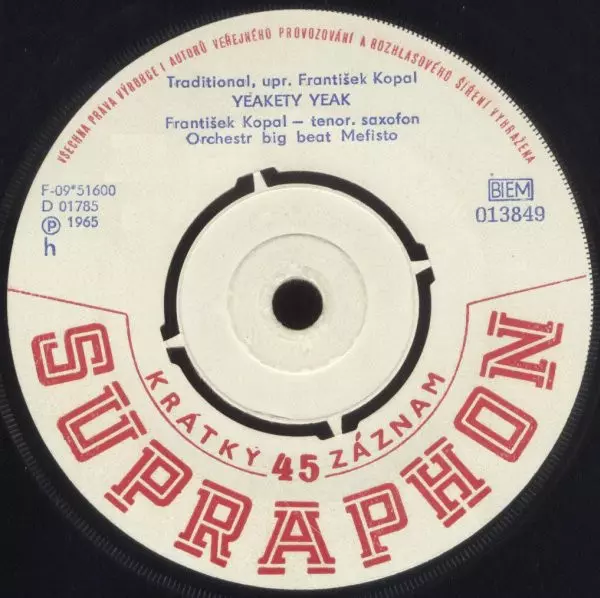 VŠECHNA PRÁVA VÝROBCE I AUTORŮ VEŘEJNÉHO PROVOZOVÁNÍ A ROZHLASOVÉHO ŠÍŘENÍ VYHRAŽENA
Traditional, upr. František Kopal
YEAKETY YEAK
František Kopal – tenor. saxofon
Orchestr big beat Mefisto
F-09*51600
D 01785
Ⓟ 1965
h
BIEM
013849
KRÁTKÝ 45 ZÁZNAM
SUPRAPHON